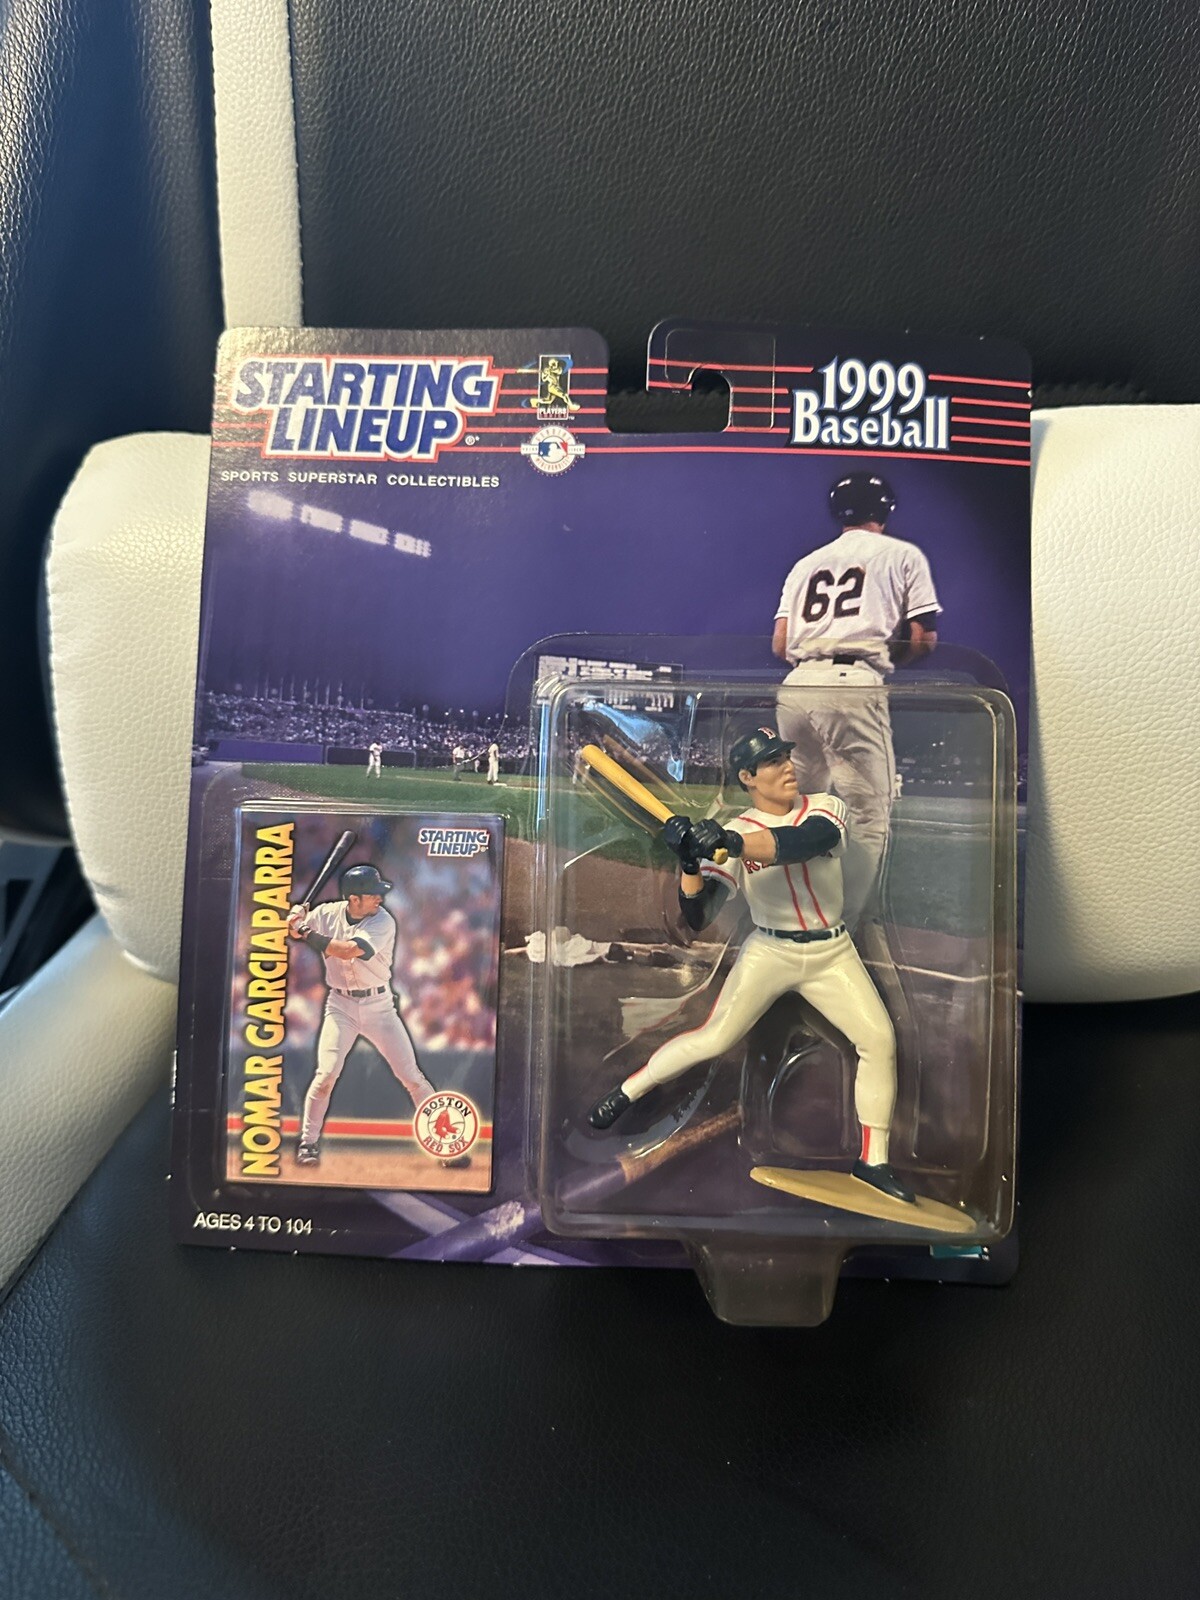 STARTING
LINEUP®
PLAYERS
1999
Baseball
SPORTS SUPERSTAR COLLECTIBLES
62
B
STARTING
LINEUP
NOMAR GARCIAPARRA
BOSTON
RED SOX
AGES 4 TO 104